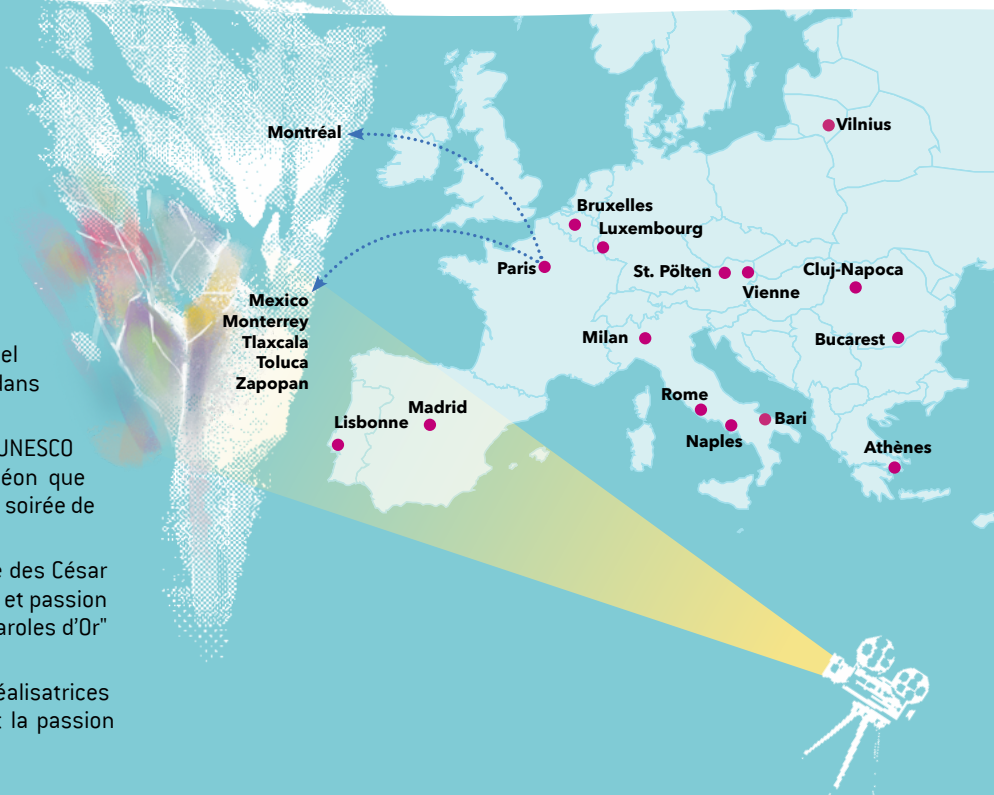 Montréal
Vilnius
Bruxelles
Luxembourg
Paris
St. Pölten
Vienne
Cluj-Napoca
Mexico
Monterrey
Tlaxcala
Toluca
Zapopan
Milan
Bucarest
Rome
Bari
Naples
Madrid
Lisbonne
Athènes
el
dans
UNESCO
éon que
soirée de
e des César
et passion
aroles d’Or"
éalisatrices
t la passion